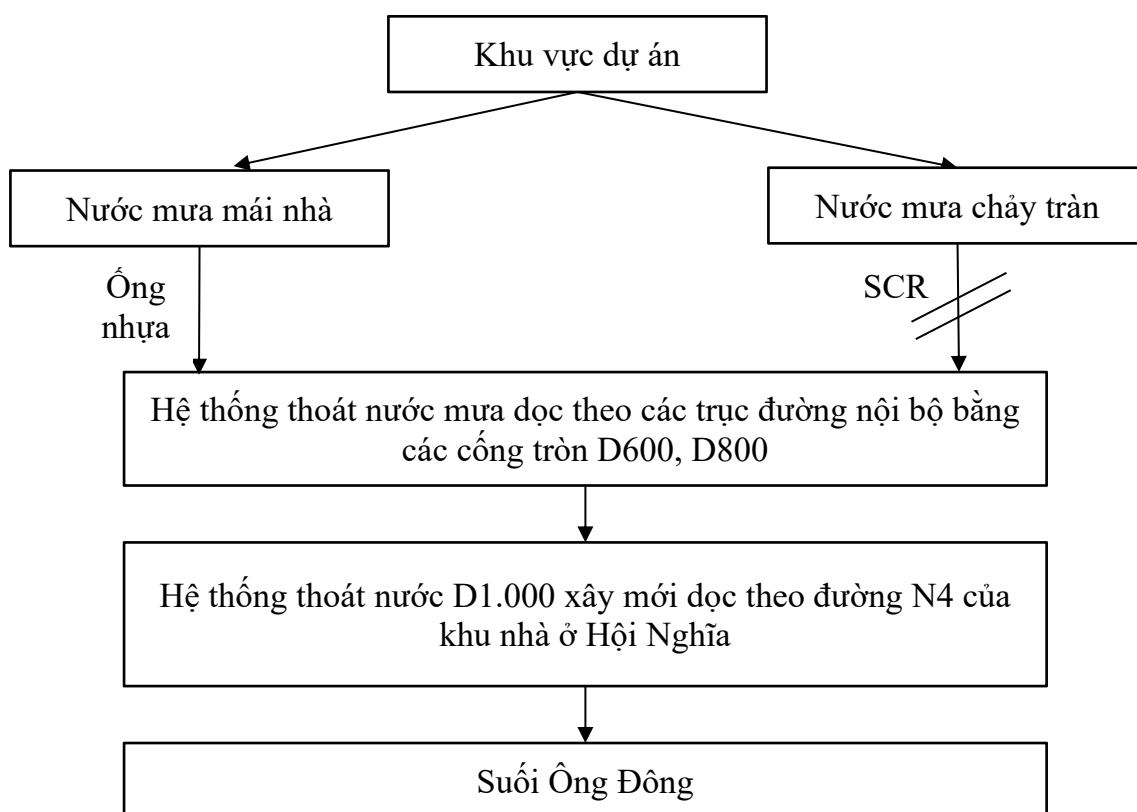 Khu vực dự án
Nước mưa mái nhà
Nước mưa chảy tràn
Ống
nhựa
SCR
Hệ thống thoát nước mưa dọc theo các trục đường nội bộ bằng
các cống tròn D600, D800
Hệ thống thoát nước D1.000 xây mới dọc theo đường N4 của
khu nhà ở Hội Nghĩa
Suối Ông Đông